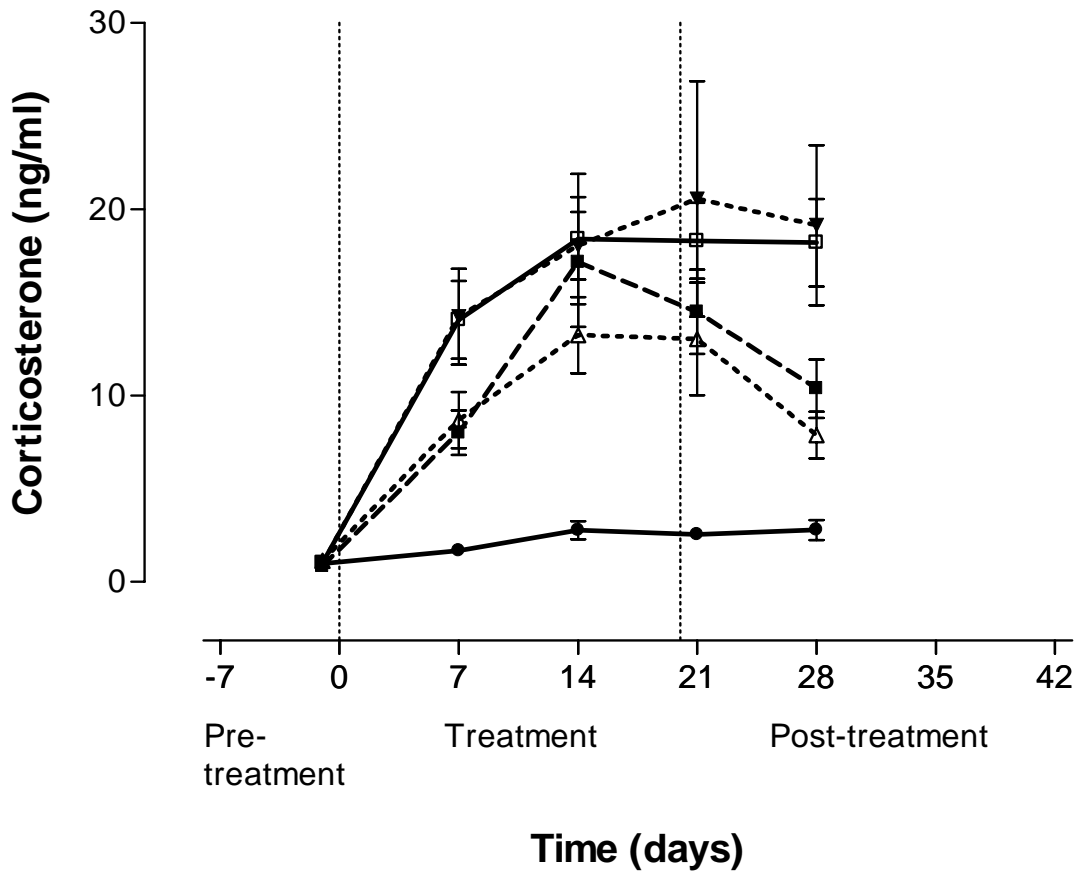 Corticosterone (ng/ml)
30
20
10
0
-7 0 7 14 21 28 35 42
Pre- Treatment Post-treatment
treatment
Time (days)